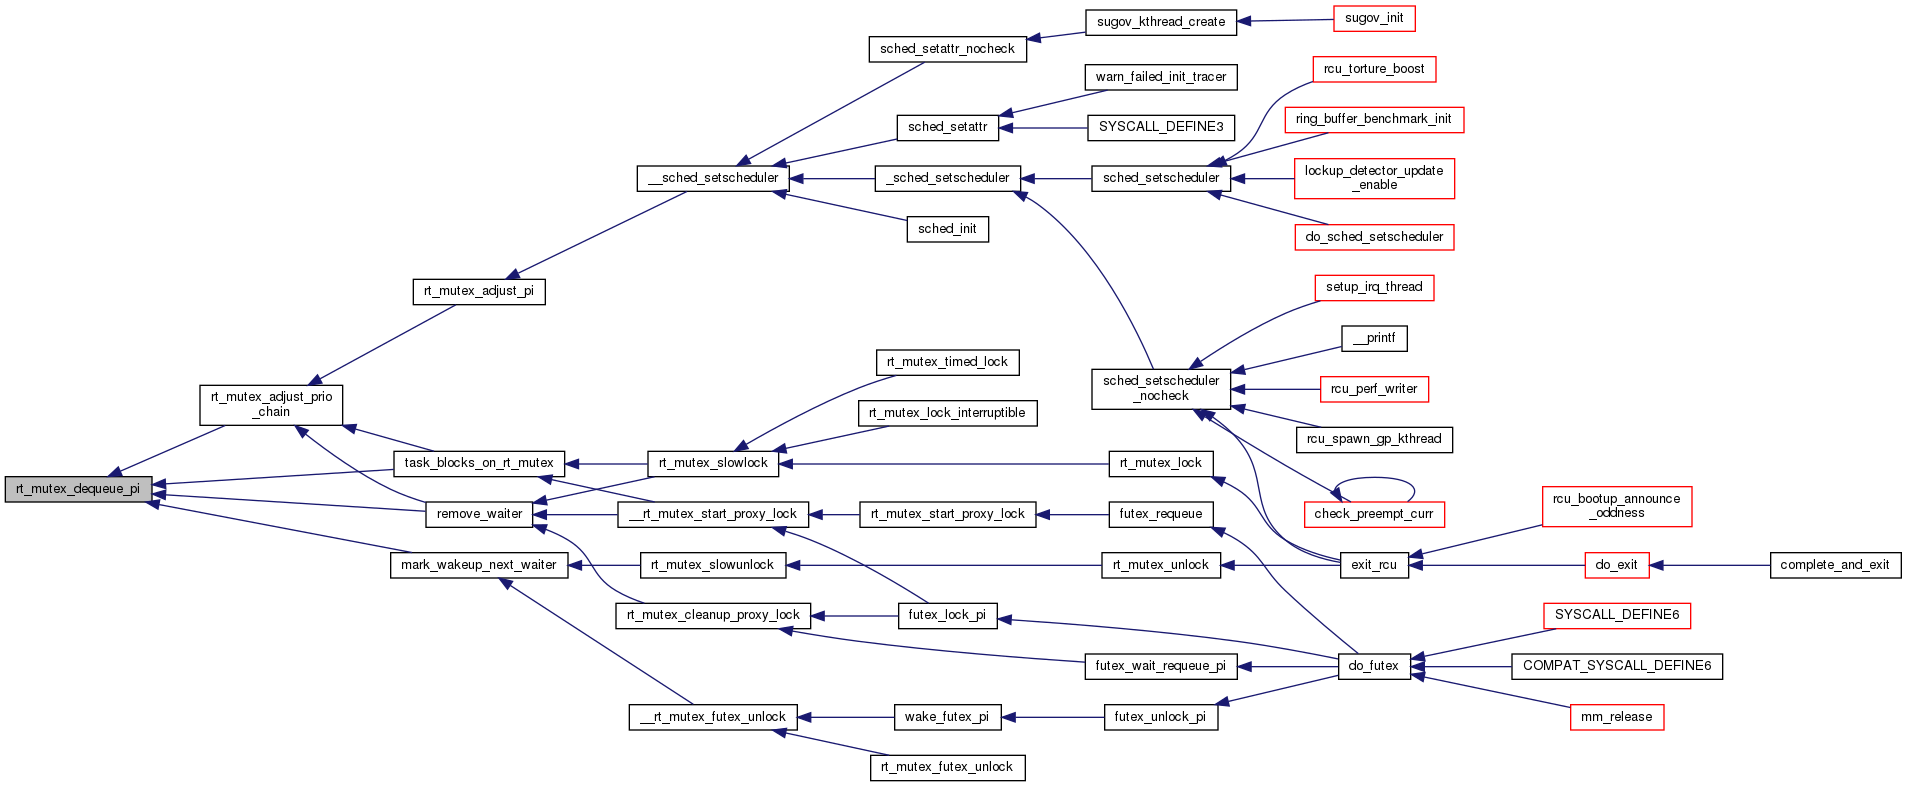 sugov_kthread_create
sugov_init
sched_setattr_nocheck
warn_failed_init_tracer
rcu_torture_boost
sched_setattr
SYSCALL_DEFINE3
ring_buffer_benchmark_init
__sched_setscheduler
_sched_setscheduler
sched_setscheduler
lockup_detector_update
_enable
sched_init
do_sched_setscheduler
rt_mutex_adjust_pi
setup_irq_thread
__printf
rt_mutex_timed_lock
sched_setscheduler
_nocheck
rcu_perf_writer
rt_mutex_adjust_prio
_chain
rt_mutex_lock_interruptible
rcu_spawn_gp_kthread
task_blocks_on_rt_mutex
rt_mutex_slowlock
rt_mutex_lock
rt_mutex_dequeue_pi
remove_waiter
__rt_mutex_start_proxy_lock
rt_mutex_start_proxy_lock
futex_requeue
check_preempt_curr
rcu_bootup_announce
_oddness
mark_wakeup_next_waiter
rt_mutex_slowunlock
rt_mutex_unlock
exit_rcu
do_exit
complete_and_exit
rt_mutex_cleanup_proxy_lock
futex_lock_pi
SYSCALL_DEFINE6
futex_wait_requeue_pi
do_futex
COMPAT_SYSCALL_DEFINE6
__rt_mutex_futex_unlock
wake_futex_pi
futex_unlock_pi
mm_release
rt_mutex_futex_unlock